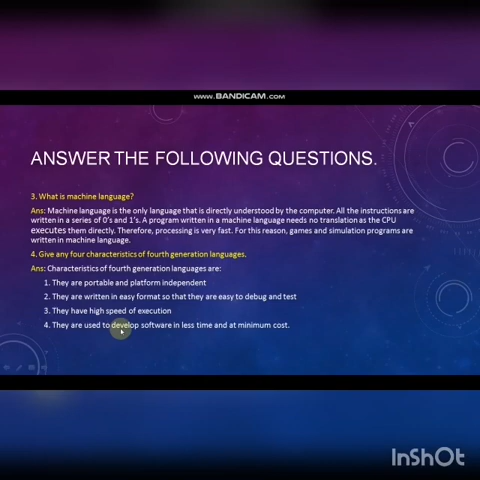 www.BANDICAM.com
ANSWER THE FOLLOWING QUESTIONS.
3. What is machine language?
Ans: Machine language is the only language that is directly understood by the computer. All the instructions are
written in a series of 0's and 1's. A program written in a machine language needs no translation as the CPU
executes them directly. Therefore, processing is very fast. For this reason, games and simulation programs are
written in machine language.
4. Give any four characteristics of fourth generation languages.
Ans: Characteristics of fourth generation languages are:
1. They are portable and platform independent
2. They are written in easy format so that they are easy to debug and test
3. They have high speed of execution
4. They are used to develop software in less time and at minimum cost.
InShOt